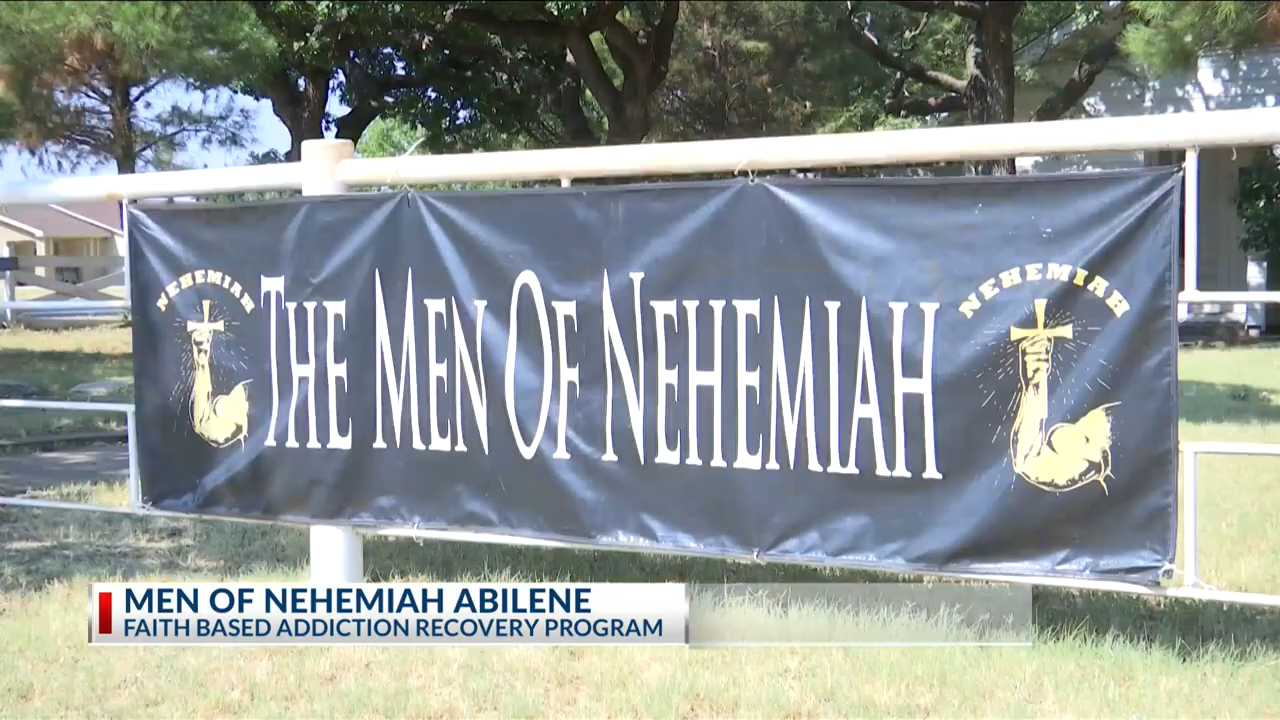 NEHEMIAH
THE MEN OF NEHEMIAH
NEHEMIAH
MEN OF NEHEMIAH ABILENE
FAITH BASED ADDICTION RECOVERY PROGRAM